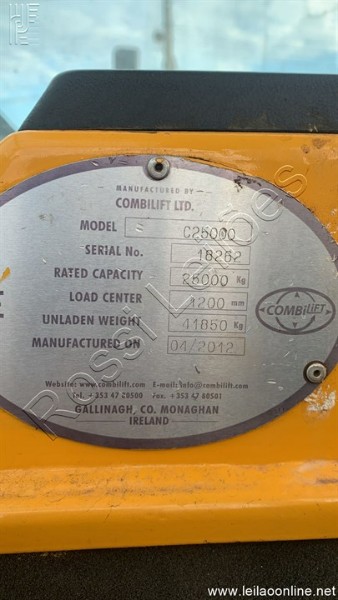 MANUFACTURED BY
COMBILIFT LTD.
MODEL C25000
SERIAL No. 18262
RATED CAPACITY 25000 Kg
LOAD CENTER 1200 mm
UNLADEN WEIGHT 41850 Kg
MANUFACTURED ON 04/2012
COMBILIFT
Website: www.combilift.com E-mail: info@combilift.com
Tel. +353 47 80500 Fax. +353 47 80501
GALLINAGH, CO. MONAGHAN
IRELAND
Rossi Leilões
www.leilaoonline.net